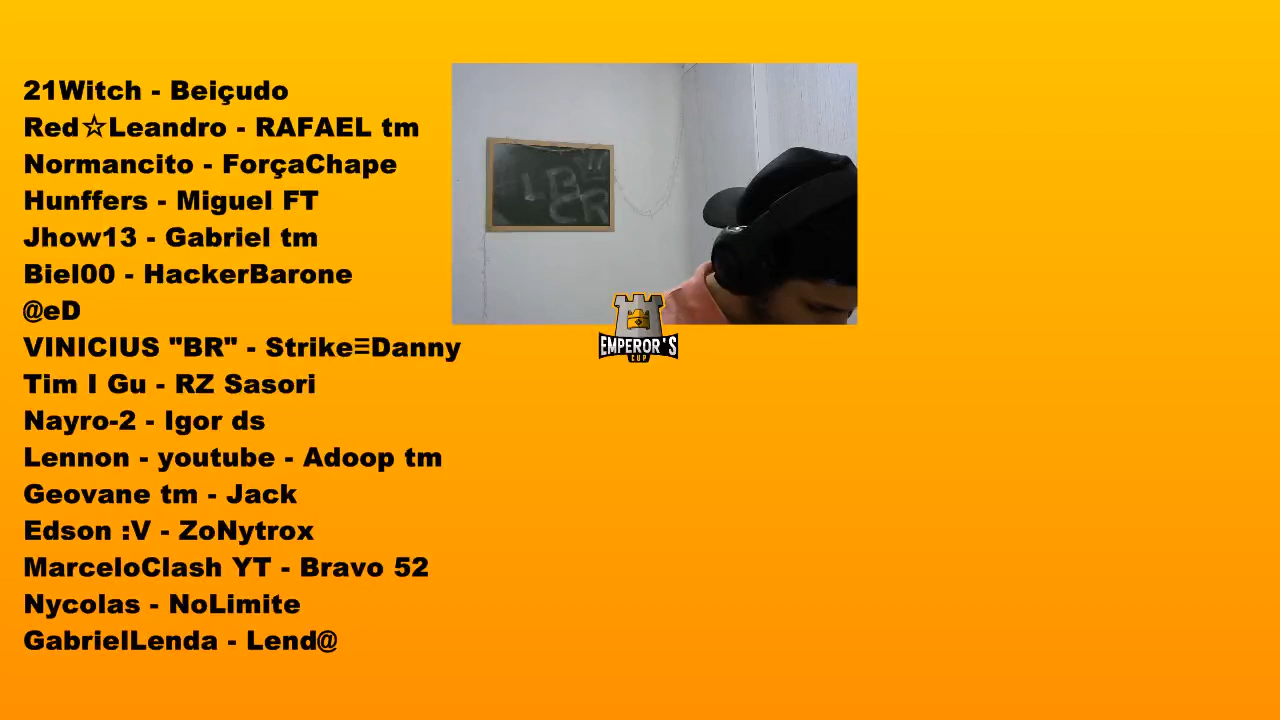 21Witch - Beiçudo
Red☆Leandro - RAFAEL tm
Normancito - ForçaChape
Hunffers - Miguel FT
Jhow13 - Gabriel tm
Biel00 - HackerBarone
@eD
VINICIUS "BR" - Strike☰Danny
Tim I Gu - RZ Sasori
Nayro-2 - Igor ds
Lennon - youtube - Adoop tm
Geovane tm - Jack
Edson :V - ZoNytrox
MarceloClash YT - Bravo 52
Nycolas - NoLimite
GabrielLenda - Lend@
EMPEROR'S
CUP